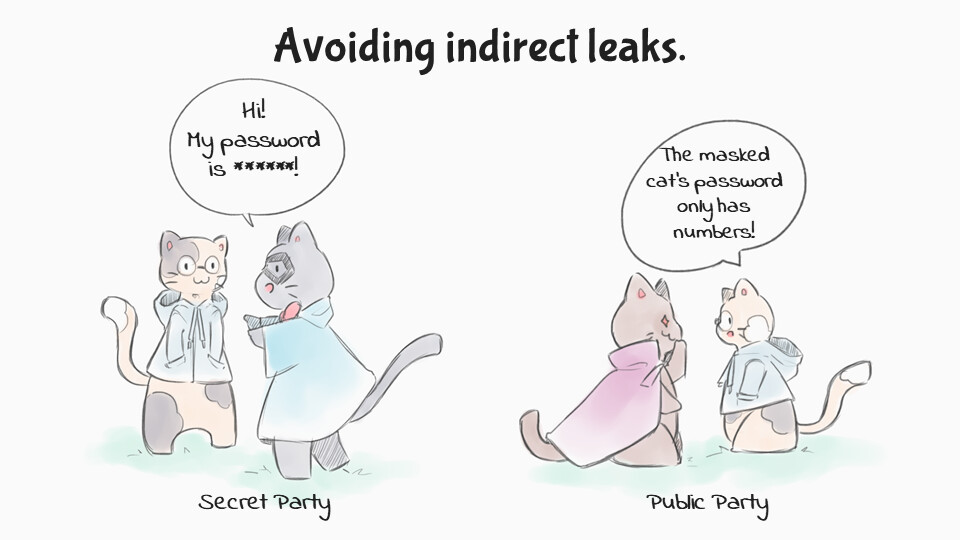 Avoiding indirect leaks.
Hi!
My password
is ******!
The masked
cat's password
only has
numbers!
Secret Party
Public Party